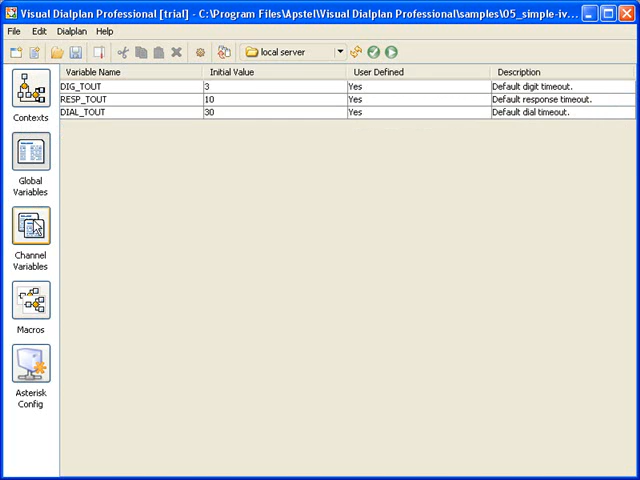 Visual Dialplan Professional [trial] - C:\Program Files\Apstel\Visual Dialplan Professional\samples\05_simple-iv...
File Edit Dialplan Help
local server
Contexts
Global
Variables
Channel
Variables
Macros
Asterisk
Config
Variable Name Initial Value User Defined Description
DIG_TOUT 3 Yes Default digit timeout.
RESP_TOUT 10 Yes Default response timeout.
DIAL_TOUT 30 Yes Default dial timeout.